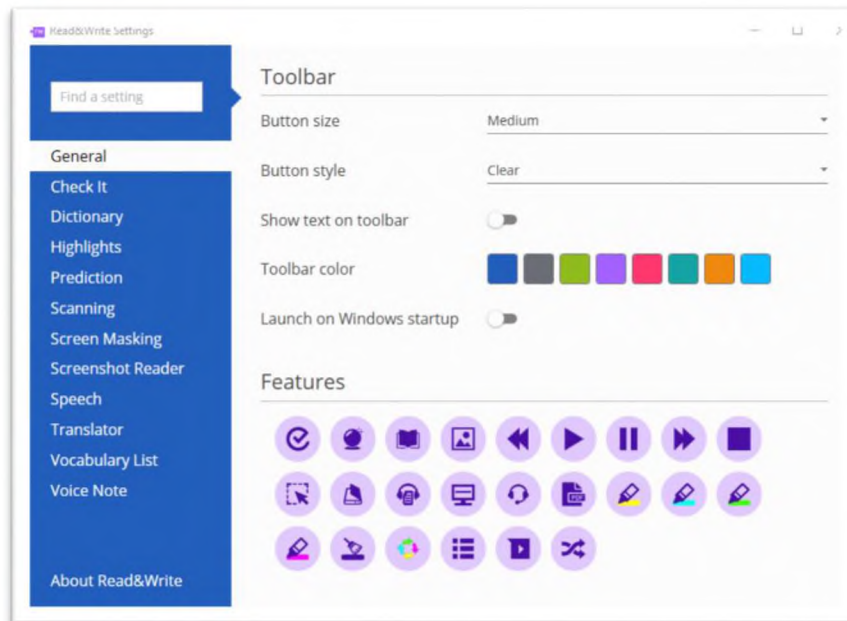 Read&Write Settings
Find a setting
General
Check It
Dictionary
Highlights
Prediction
Scanning
Screen Masking
Screenshot Reader
Speech
Translator
Vocabulary List
Voice Note
About Read&Write
Toolbar
Button size Medium
Button style Clear
Show text on toolbar
Toolbar color
Launch on Windows startup
Features
PDF